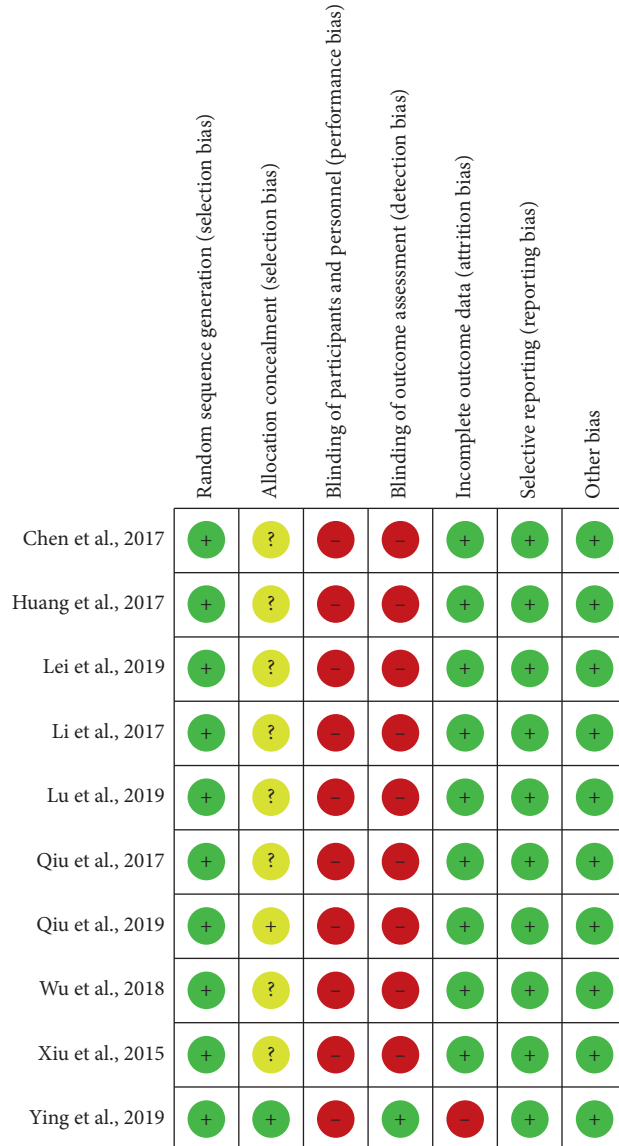 Random sequence generation (selection bias)
Allocation concealment (selection bias)
Blinding of participants and personnel (performance bias)
Blinding of outcome assessment (detection bias)
Incomplete outcome data (attrition bias)
Selective reporting (reporting bias)
Other bias
Chen et al., 2017 + ? – – + + +
Huang et al., 2017 + ? – – + + +
Lei et al., 2019 + ? – – + + +
Li et al., 2017 + ? – – + + +
Lu et al., 2019 + ? – – + + +
Qiu et al., 2017 + ? – – + + +
Qiu et al., 2019 + + – – + + +
Wu et al., 2018 + ? – – + + +
Xiu et al., 2015 + ? – – + + +
Ying et al., 2019 + + – + – + +